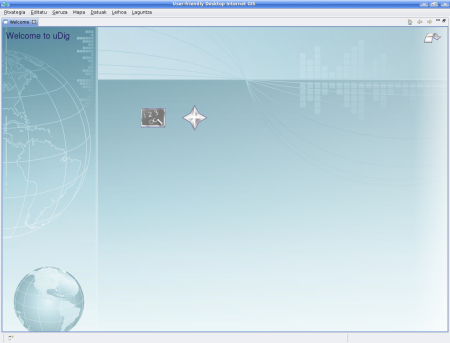 User-friendly Desktop Internet GIS
Fitxategia Editatu Geruza Mapa Datuak Leihoa Laguntza
Welcome
Welcome to uDig